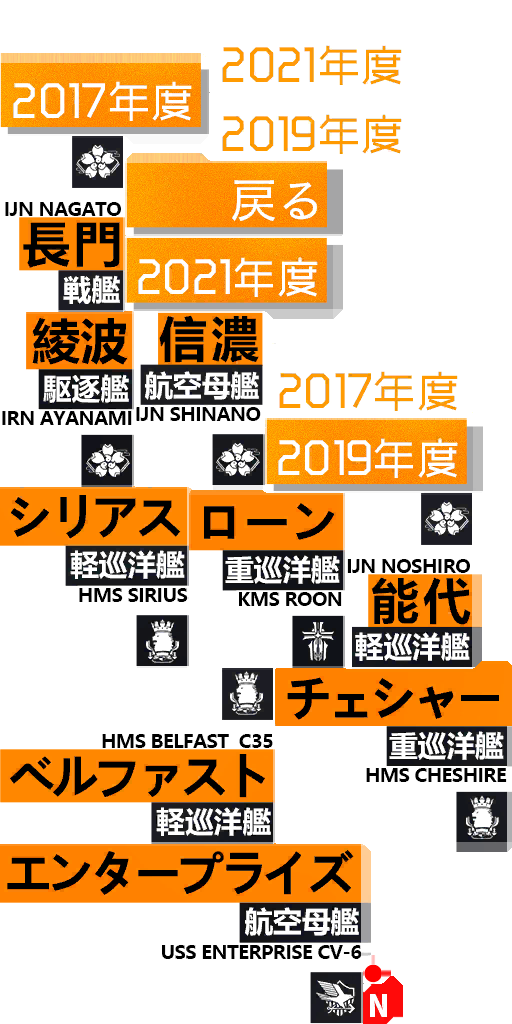 2021年度
2017年度
2019年度
戻る
IJN NAGATO
長門
戦艦
2021年度
綾波
駆逐艦
IRN AYANAMI
信濃
航空母艦
IJN SHINANO
2017年度
2019年度
シリアス
軽巡洋艦
HMS SIRIUS
ローン
重巡洋艦
KMS ROON
IJN NOSHIRO
能代
軽巡洋艦
チェシャー
重巡洋艦
HMS CHESHIRE
HMS BELFAST C35
ベルファスト
軽巡洋艦
エンタープライズ
航空母艦
USS ENTERPRISE CV-6
N